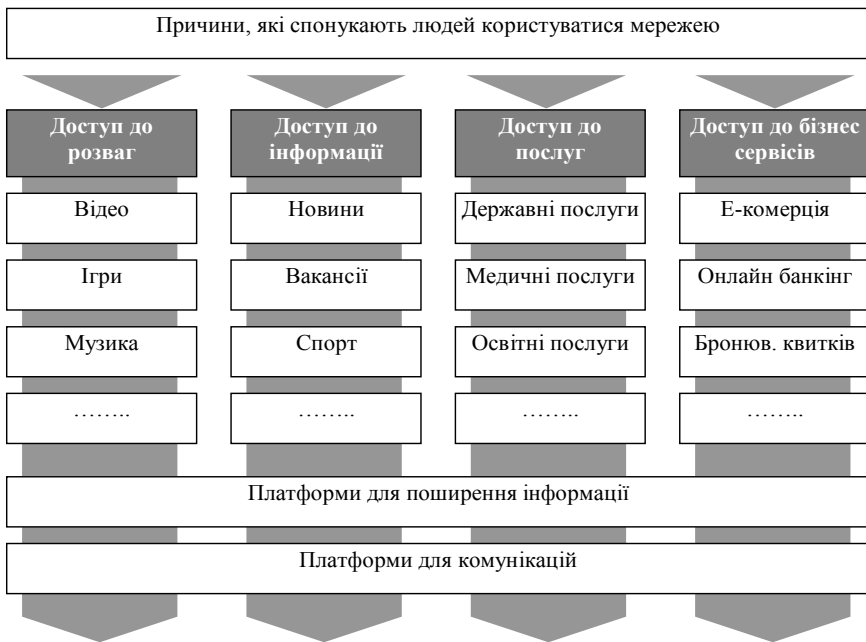 Причини, які спонукають людей користуватися мережею
Доступ до
розваг
Доступ до
інформації
Доступ до
послуг
Доступ до бізнес
сервісів
Відео
Новини
Державні послуги
Е-комерція
Ігри
Вакансії
Медичні послуги
Онлайн банкінг
Музика
Спорт
Освітні послуги
Бронюв. квитків
……..
……..
……..
……..
Платформи для поширення інформації
Платформи для комунікацій